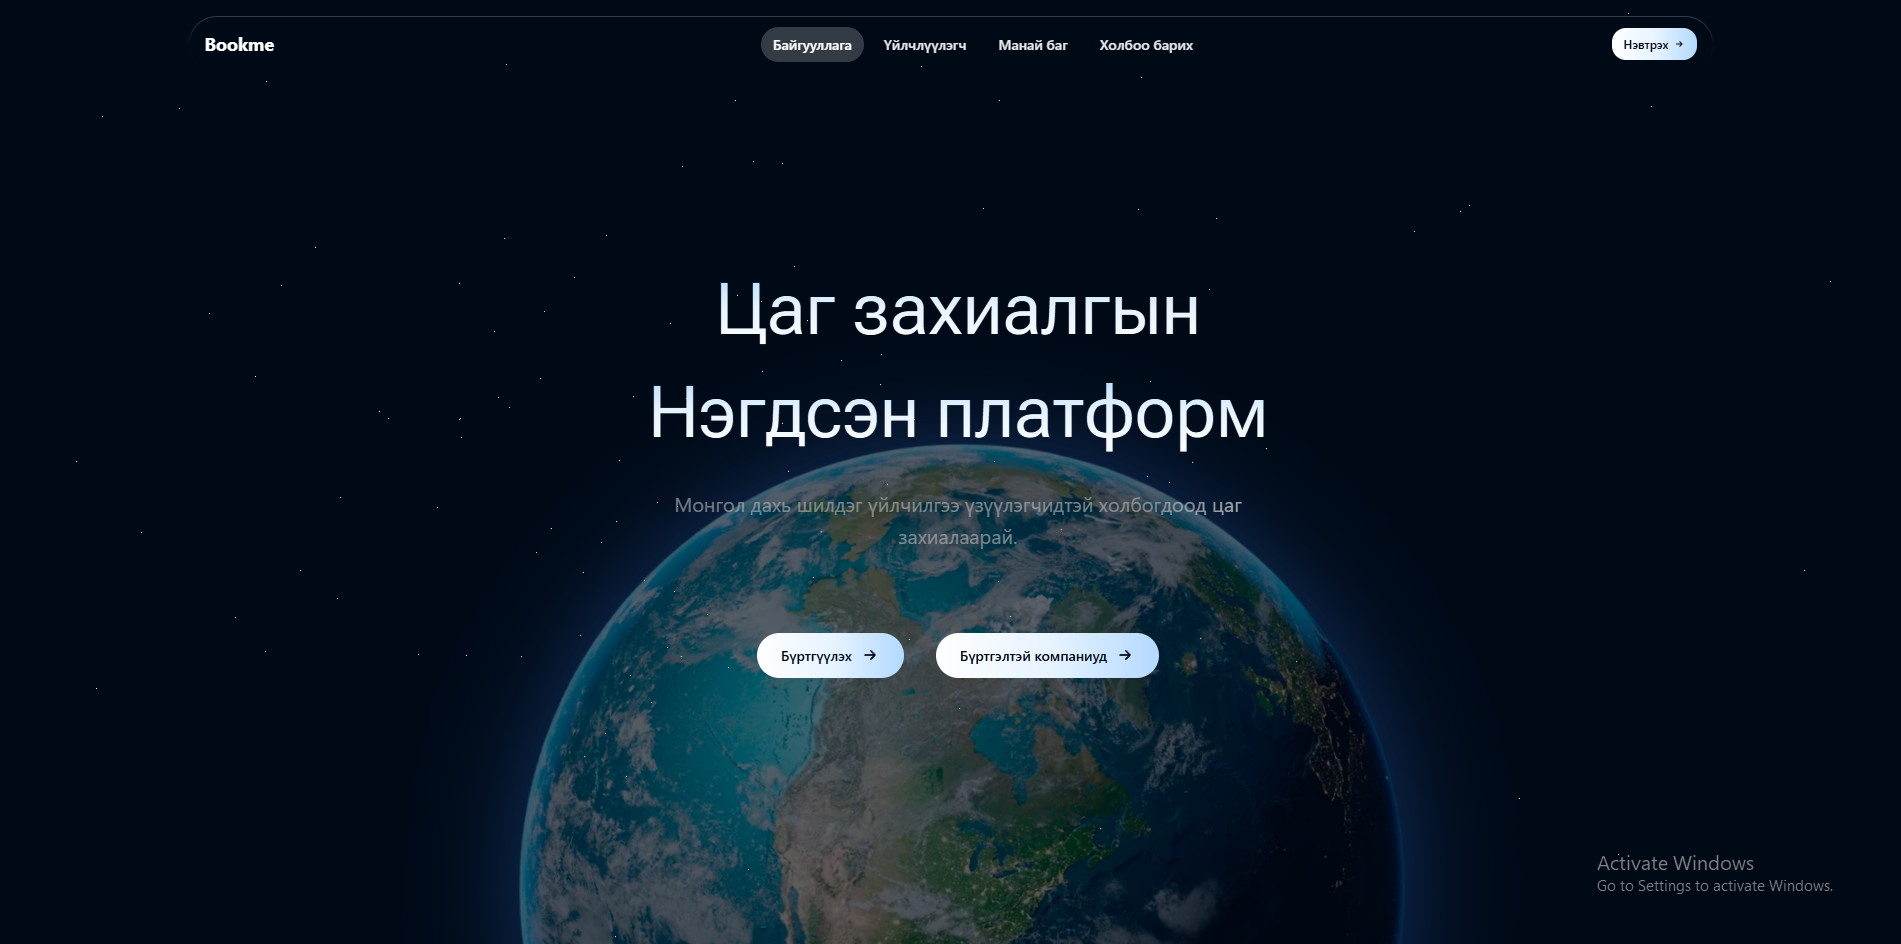 Bookme
Байгууллага
Үйлчлүүлэгч
Манай баг
Холбоо барих
Нэвтрэх →
Цаг захиалгын
Нэгдсэн платформ
Монгол дахь шилдэг үйлчилгээ үзүүлэгчидтэй холбогдоод цаг
захиалаарай.
Бүртгүүлэх →
Бүртгэлтэй компаниуд →
Activate Windows
Go to Settings to activate Windows.